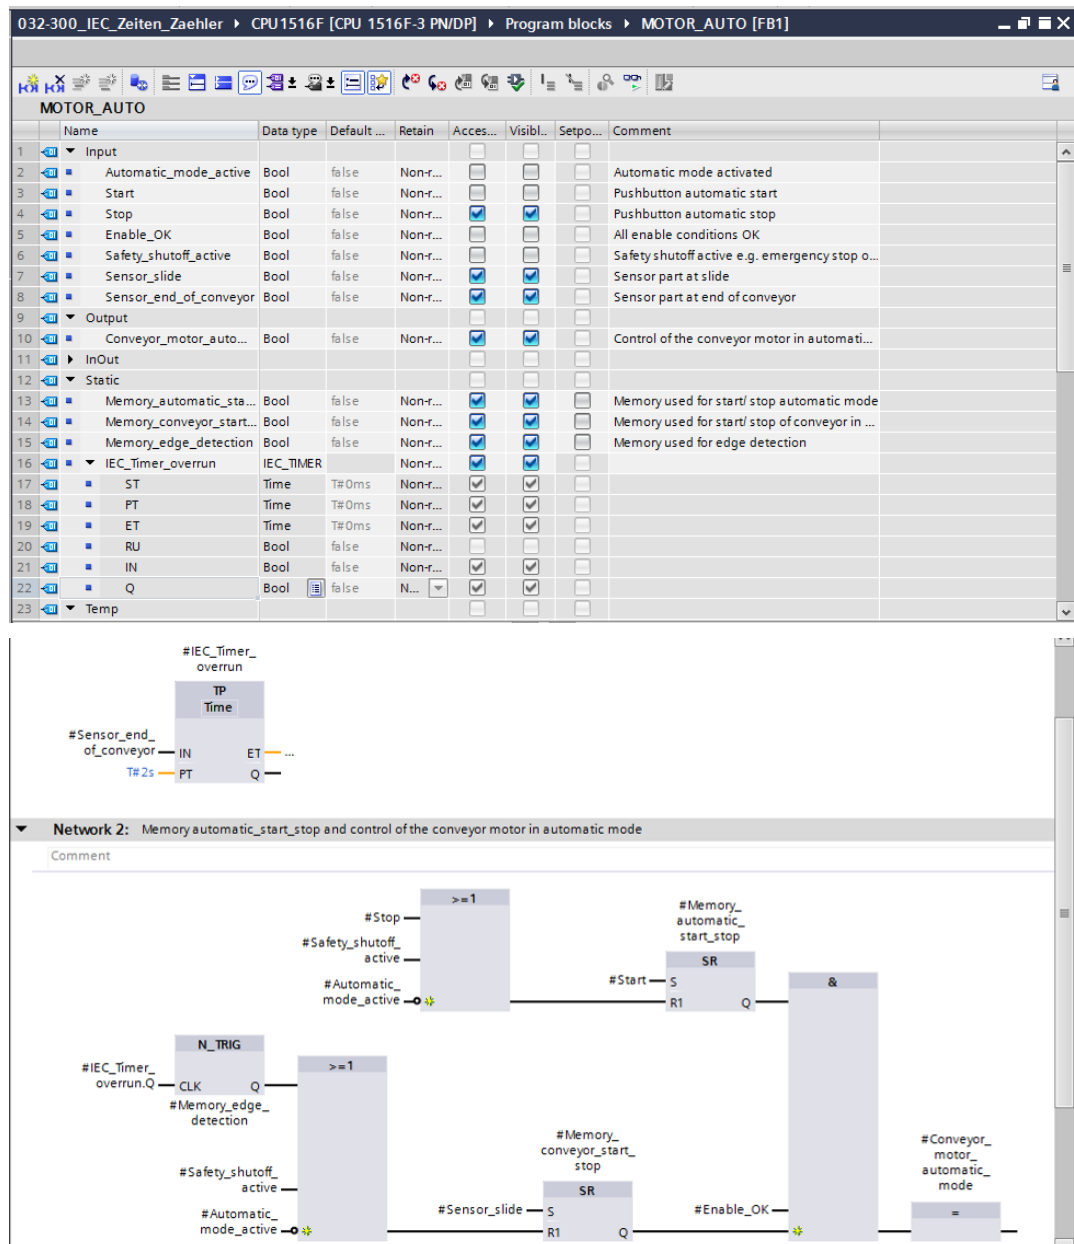 032-300_IEC_Zeiten_Zaehler ▸ CPU1516F [CPU 1516F-3 PN/DP] ▸ Program blocks ▸ MOTOR_AUTO [FB1]
MOTOR_AUTO
Name Data type Default ... Retain Acces... Visibl... Setpo... Comment
1 Input
2 Automatic_mode_active Bool false Non-r... Automatic mode activated
3 Start Bool false Non-r... Pushbutton automatic start
4 Stop Bool false Non-r... Pushbutton automatic stop
5 Enable_OK Bool false Non-r... All enable conditions OK
6 Safety_shutoff_active Bool false Non-r... Safety shutoff active e.g. emergency stop o...
7 Sensor_slide Bool false Non-r... Sensor part at slide
8 Sensor_end_of_conveyor Bool false Non-r... Sensor part at end of conveyor
9 Output
10 Conveyor_motor_auto... Bool false Non-r... Control of the conveyor motor in automati...
11 InOut
12 Static
13 Memory_automatic_sta... Bool false Non-r... Memory used for start/ stop automatic mode
14 Memory_conveyor_start... Bool false Non-r... Memory used for start/ stop of conveyor in ...
15 Memory_edge_detection Bool false Non-r... Memory used for edge detection
16 IEC_Timer_overrun IEC_TIMER Non-r...
17 ST Time T#0ms Non-r...
18 PT Time T#0ms Non-r...
19 ET Time T#0ms Non-r...
20 RU Bool false Non-r...
21 IN Bool false Non-r...
22 Q Bool false N...
23 Temp
#IEC_Timer_
overrun
TP
Time
#Sensor_end_
of_conveyor IN ET ...
T#2s PT Q
Network 2: Memory automatic_start_stop and control of the conveyor motor in automatic mode
Comment
>=1
#Stop
#Safety_shutoff_
active
#Automatic_
mode_active
#Memory_
automatic_
start_stop
SR
#Start S
R1 Q
&
N_TRIG
#IEC_Timer_
overrun.Q CLK Q
#Memory_edge_
detection
>=1
#Safety_shutoff_
active
#Automatic_
mode_active
#Memory_
conveyor_start_
stop
SR
#Sensor_slide S
R1 Q
#Enable_OK
#Conveyor_
motor_
automatic_
mode
=